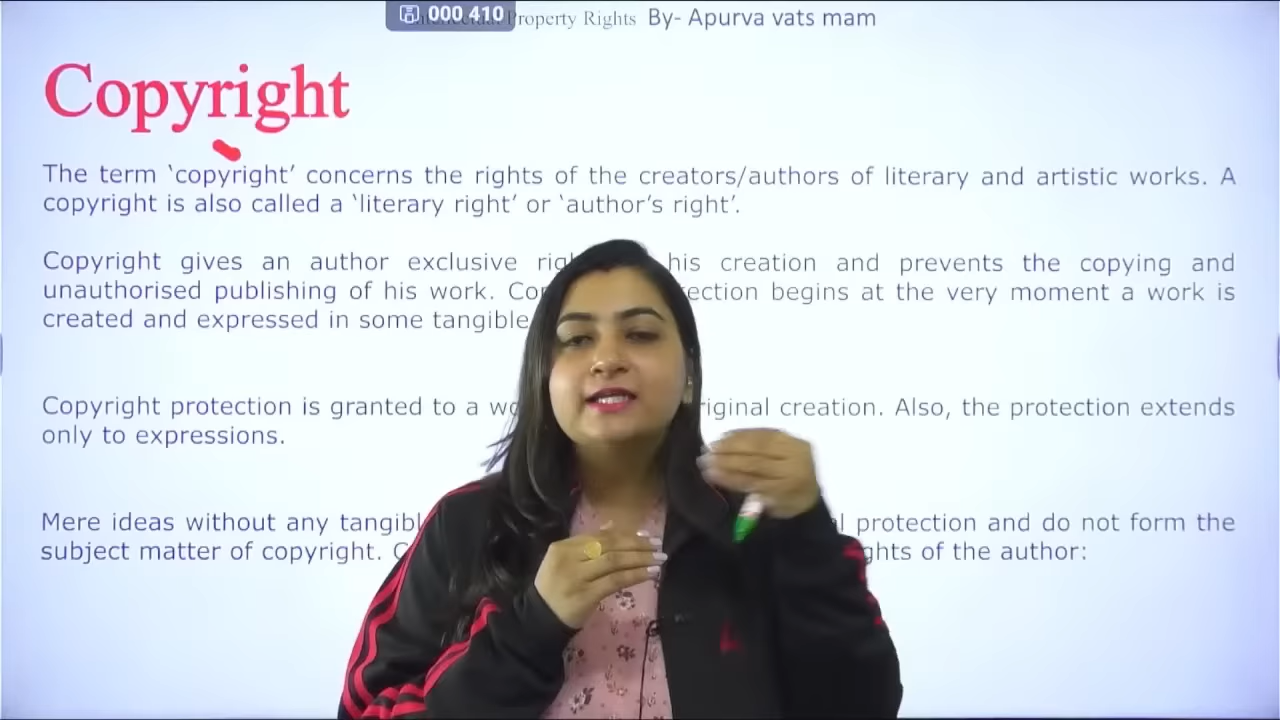 000 410
Property Rights By- Apurva vats mam
Copyright
The term ‘copyright’ concerns the rights of the creators/authors of literary and artistic works. A
copyright is also called a ‘literary right’ or ‘author’s right’.
Copyright gives an author exclusive his creation and prevents the copying and
unauthorised publishing of his work. begins at the very moment a work is
created and expressed in some tangible
Copyright protection is granted to a creation. Also, the protection extends
only to expressions.
Mere ideas without any protection and do not form the
subject matter of copyright. of the author: